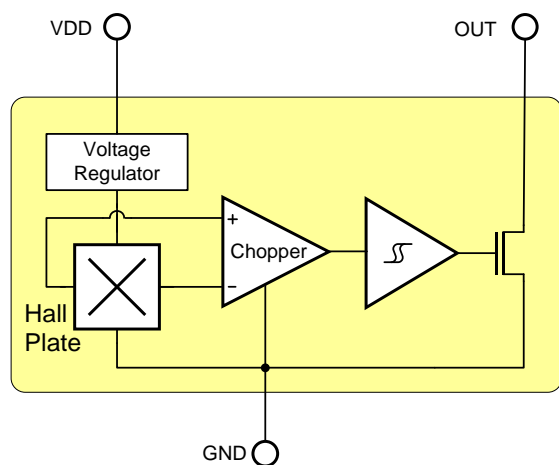 VDD
OUT
Voltage
Regulator
+
Chopper
−
Hall
Plate
GND